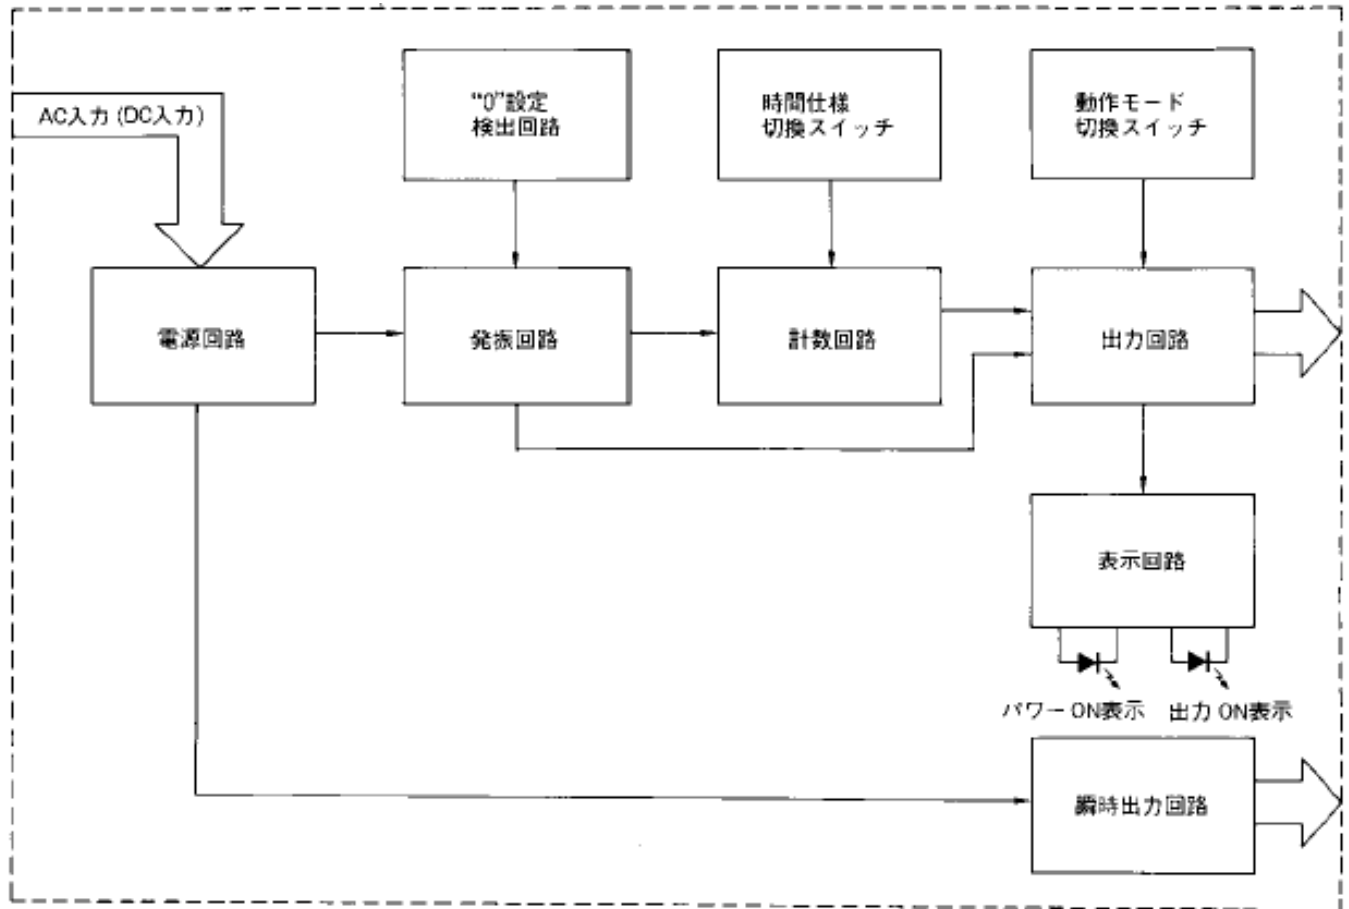 AC入力 (DC入力)
“0”設定
検出回路
時間仕様
切換スイッチ
動作モード
切換スイッチ
電源回路
発振回路
計数回路
出力回路
表示回路
パワー ON表示
出力 ON表示
瞬時出力回路